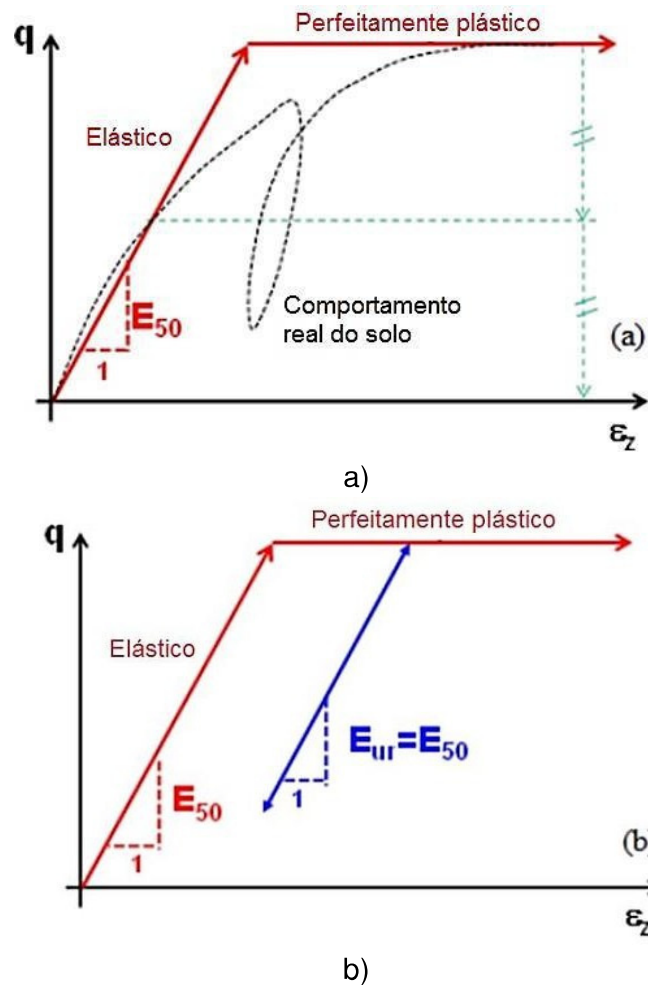 Perfeitamente plástico
q
Elástico
E50
1
Comportamento
real do solo
(a)
εz
a)
Perfeitamente plástico
q
Elástico
Eur=E50
1
E50
1
(b)
εz
b)